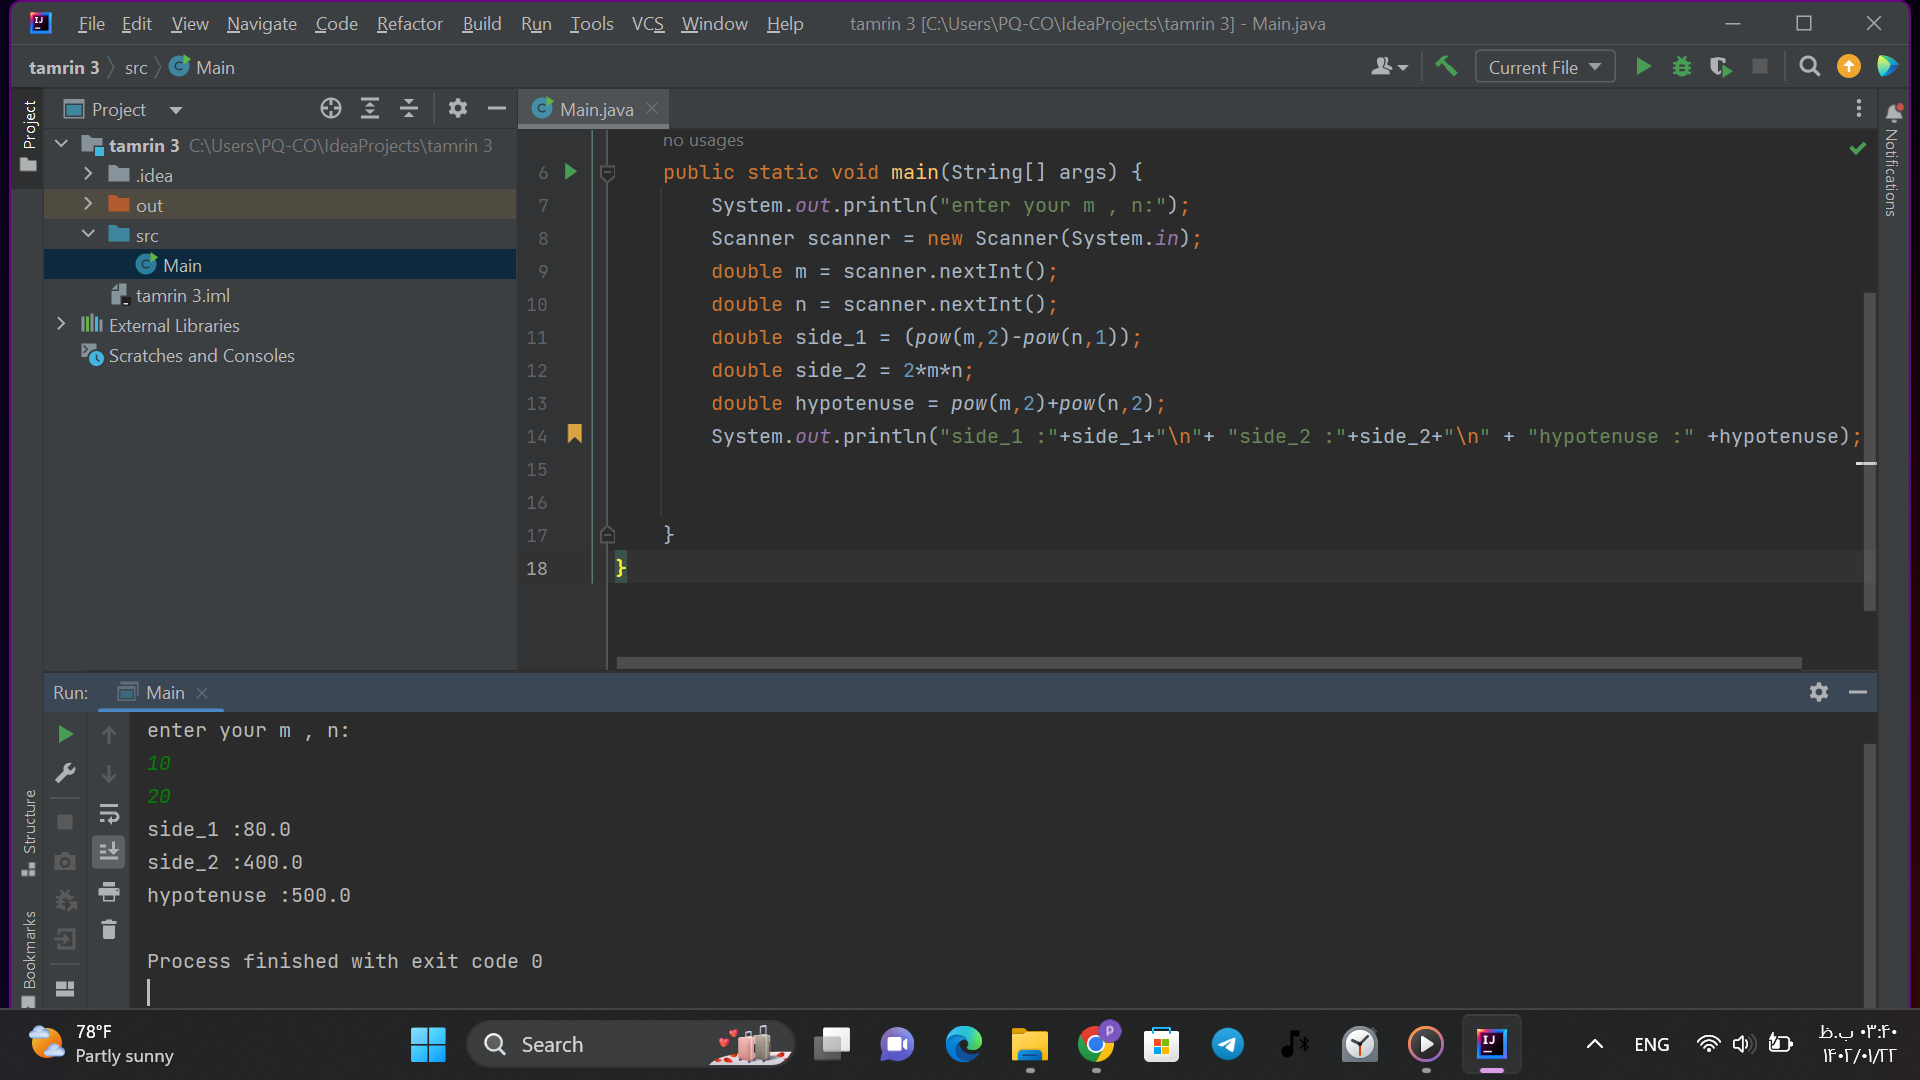 File Edit View Navigate Code Refactor Build Run Tools VCS Window Help tamrin 3 [C:\Users\PQ-CO\IdeaProjects\tamrin 3] - Main.java
tamrin 3 src Main Current File
Project
Project
Main.java
Notifications
tamrin 3 C:\Users\PQ-CO\IdeaProjects\tamrin 3
.idea
out
src
Main
tamrin 3.iml
External Libraries
Scratches and Consoles
no usages
6 public static void main(String[] args) {
7 System.out.println("enter your m , n:");
8 Scanner scanner = new Scanner(System.in);
9 double m = scanner.nextInt();
10 double n = scanner.nextInt();
11 double side_1 = (pow(m,2)-pow(n,1));
12 double side_2 = 2*m*n;
13 double hypotenuse = pow(m,2)+pow(n,2);
14 System.out.println("side_1 :"+side_1+"\n"+ "side_2 :"+side_2+"\n" + "hypotenuse :" +hypotenuse);
15
16
17 }
18 }
Run: Main
enter your m , n:
10
20
side_1 :80.0
side_2 :400.0
hypotenuse :500.0
Process finished with exit code 0
Structure
Bookmarks
78°F
Partly sunny
Search
ENG
۰۳:۴۰ ب.ظ
۱۴۰۲/۰۱/۲۲